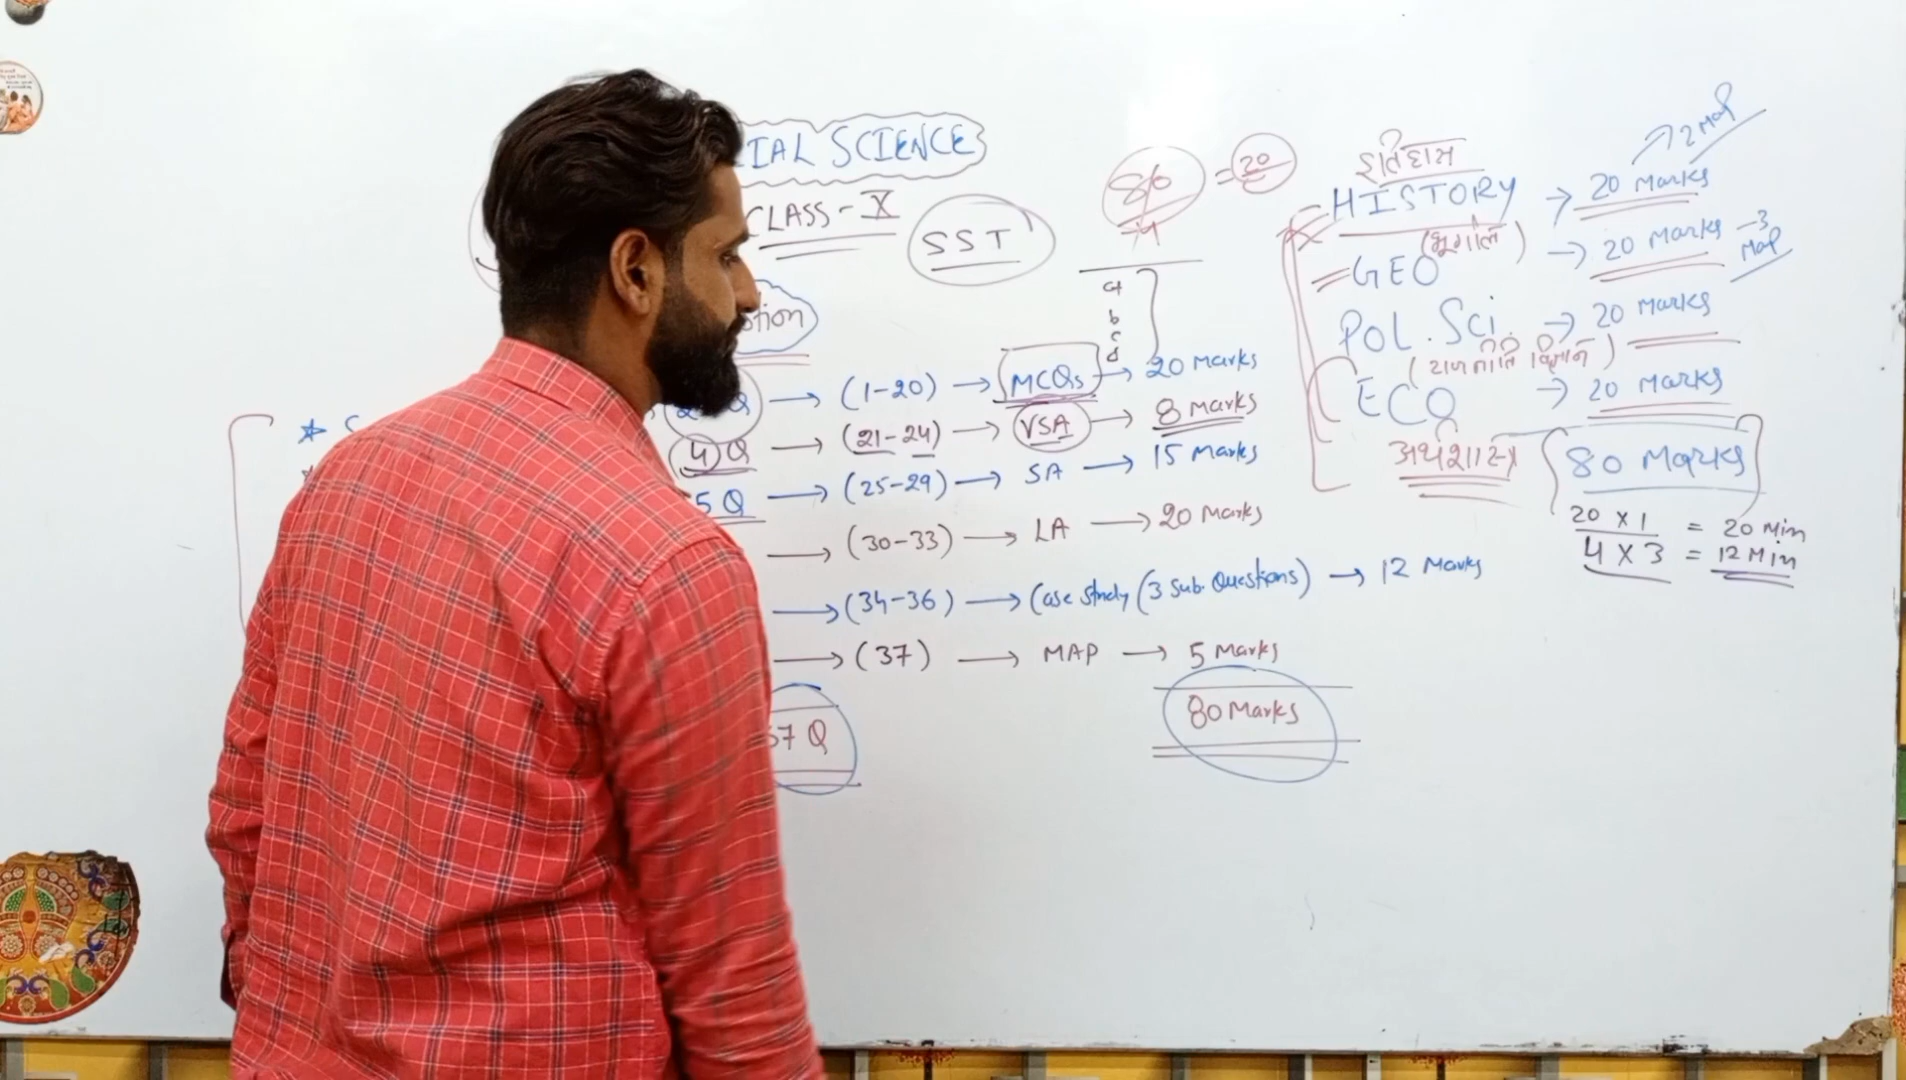 IAL SCIENCE
CLASS-X
SST
80/4 = 20
a
b
c
d
tion
Q → (1-20) → MCQs → 20 Marks
4 Q → (21-24) → VSA → 8 Marks
5 Q → (25-29) → SA → 15 Marks
→ (30-33) → LA → 20 Marks
→ (34-36) → Case Study (3 Sub. Questions) → 12 Marks
→ (37) → MAP → 5 Marks
37 Q
80 Marks
इतिहास
HISTORY → 20 Marks → 2 Map
(भूगोल)
GEO → 20 Marks - 3 Map
POL. Sci. → 20 Marks
(राजनीति विज्ञान)
ECO → 20 Marks
अर्थशास्त्र
80 Marks
20 X 1 = 20 Min
4 X 3 = 12 Min